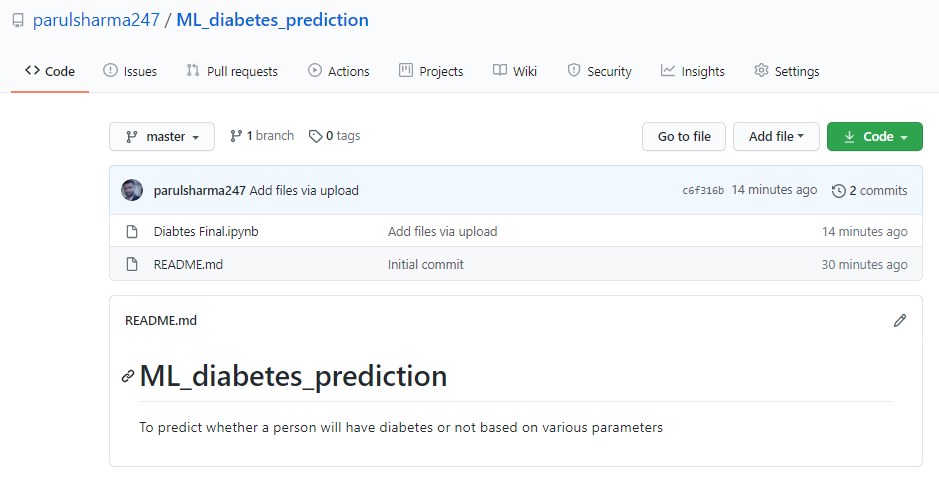 parulsharma247 / ML_diabetes_prediction
Code Issues Pull requests Actions Projects Wiki Security Insights Settings
master 1 branch 0 tags Go to file Add file Code
parulsharma247 Add files via upload c6f316b 14 minutes ago 2 commits
Diabtes Final.ipynb Add files via upload 14 minutes ago
README.md Initial commit 30 minutes ago
README.md
ML_diabetes_prediction
To predict whether a person will have diabetes or not based on various parameters